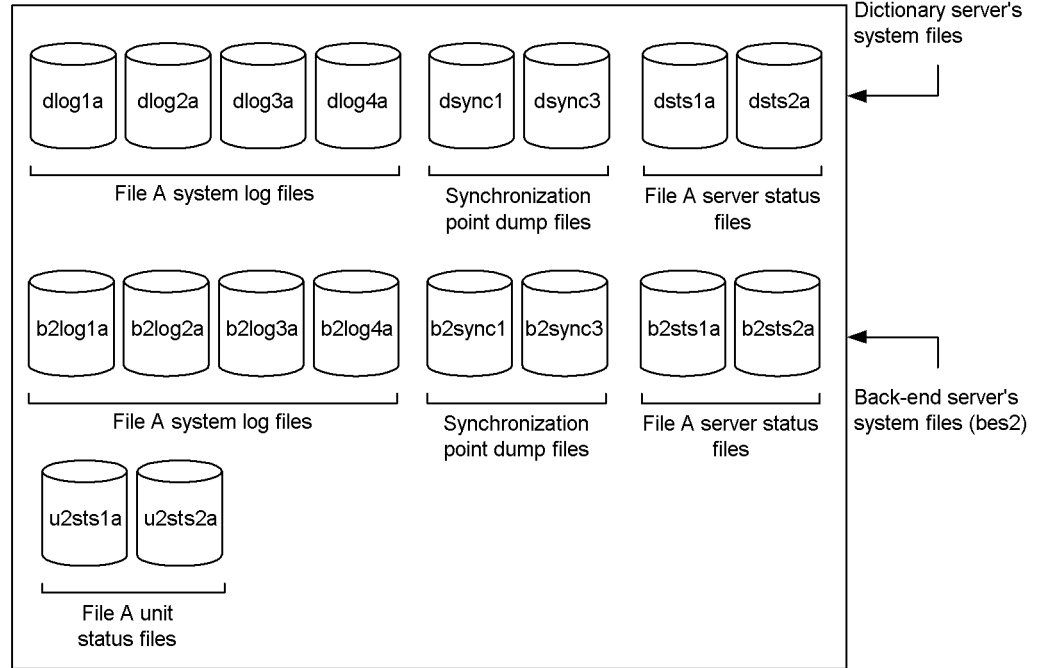 Dictionary server's
system files
dlog1a dlog2a dlog3a dlog4a dsync1 dsync3 dsts1a dsts2a
File A system log files
Synchronization
point dump files
File A server status
files
b2log1a b2log2a b2log3a b2log4a b2sync1 b2sync3 b2sts1a b2sts2a
File A system log files
Synchronization
point dump files
File A server status
files
Back-end server's
system files (bes2)
u2sts1a u2sts2a
File A unit
status files